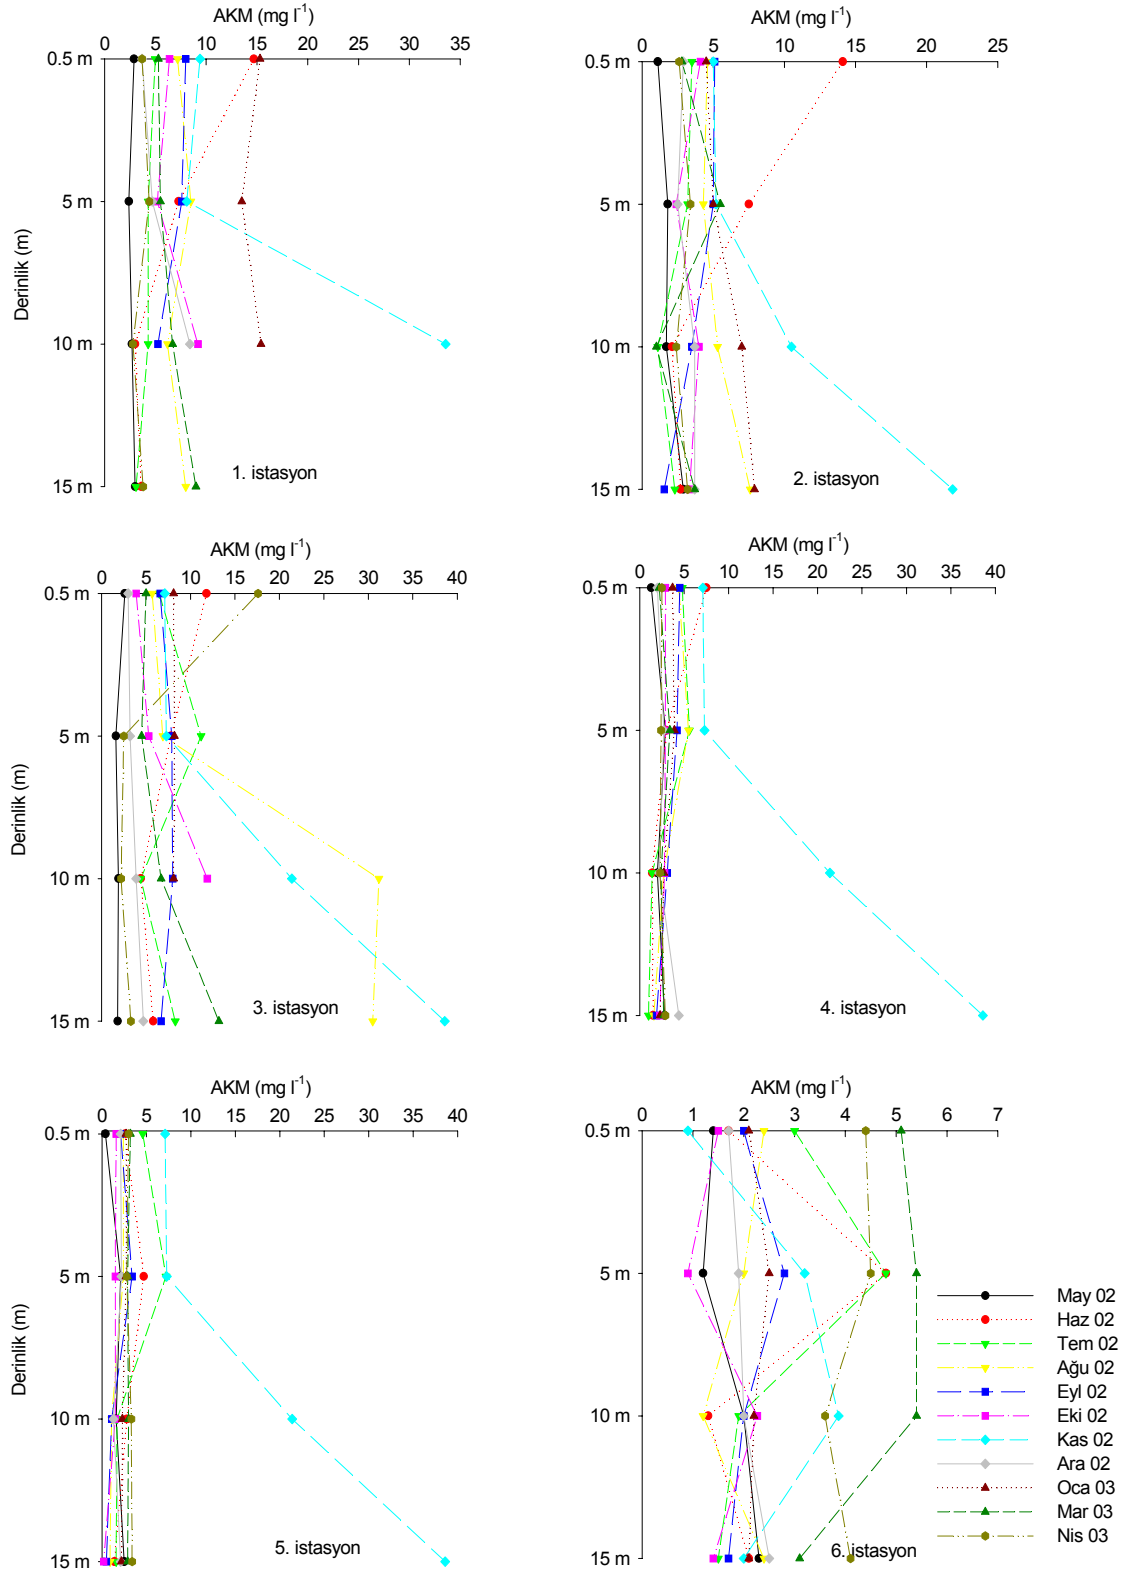 AKM (mg l-1)
0 5 10 15 20 25 30 35
0.5 m
5 m
10 m
15 m
Derinlik (m)
1. istasyon
AKM (mg l-1)
0 5 10 15 20 25
0.5 m
5 m
10 m
15 m
2. istasyon
AKM (mg l-1)
0 5 10 15 20 25 30 35 40
0.5 m
5 m
10 m
15 m
Derinlik (m)
3. istasyon
AKM (mg l-1)
0 5 10 15 20 25 30 35 40
0.5 m
5 m
10 m
15 m
4. istasyon
AKM (mg l-1)
0 5 10 15 20 25 30 35 40
0.5 m
5 m
10 m
15 m
Derinlik (m)
5. istasyon
AKM (mg l-1)
0 1 2 3 4 5 6 7
0.5 m
5 m
10 m
15 m
6. istasyon
May 02
Haz 02
Tem 02
Ağu 02
Eyl 02
Eki 02
Kas 02
Ara 02
Oca 03
Mar 03
Nis 03